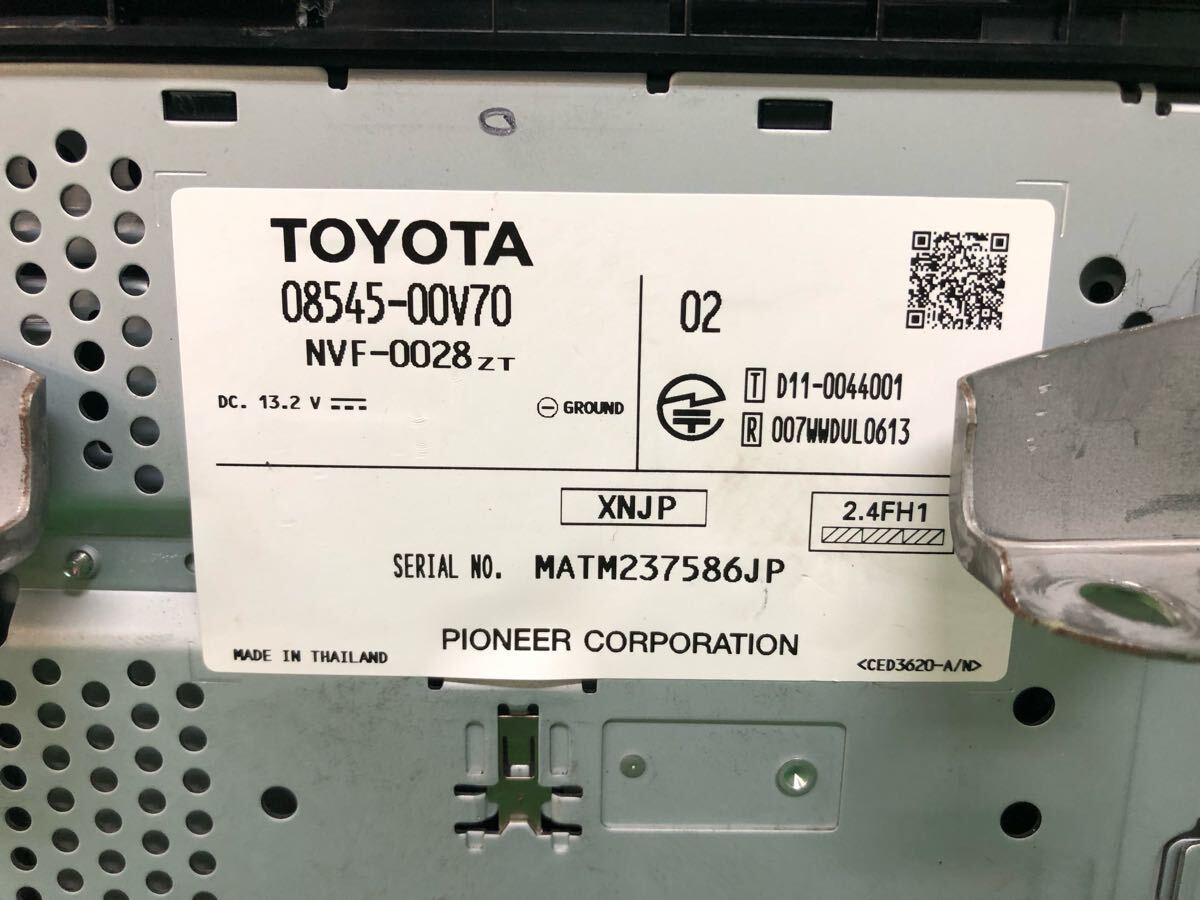 TOYOTA
08545-00V70
NVF-0028ZT
DC. 13.2 V
GROUND
02
T D11-0044001
R 007WWDUL0613
XNJP
2.4FH1
SERIAL NO. MATM237586JP
PIONEER CORPORATION
MADE IN THAILAND
<CED3620-A/N>